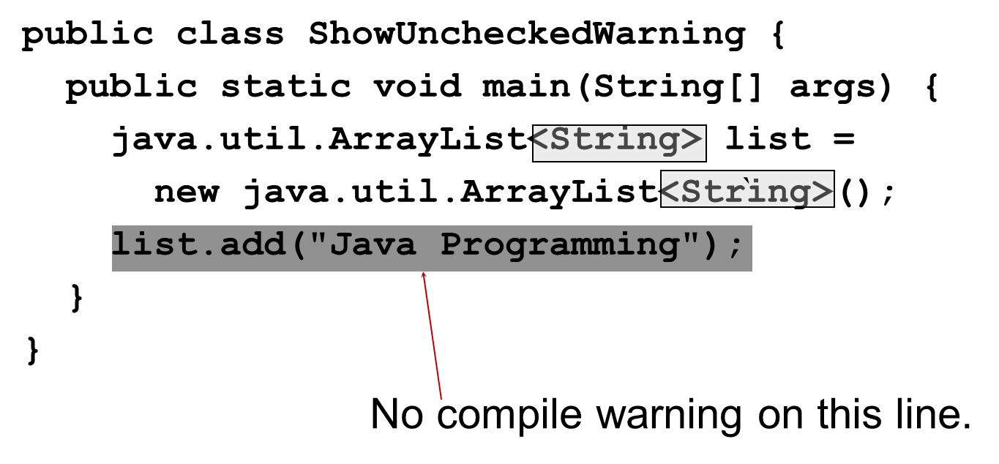 public class ShowUncheckedWarning {
public static void main(String[] args) {
java.util.ArrayList<String> list =
new java.util.ArrayList<String>();
list.add("Java Programming");
}
}
No compile warning on this line.